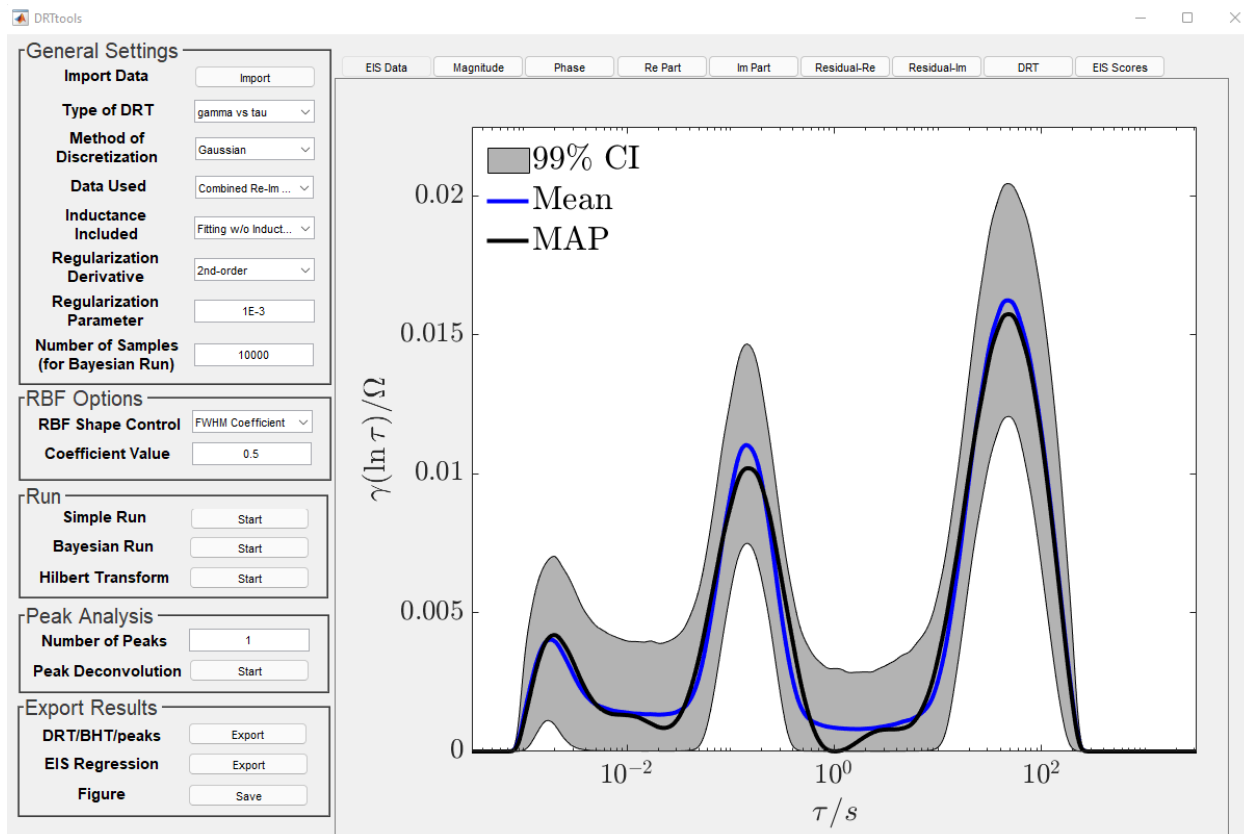 DRTtools
General Settings
Import Data
Import
Type of DRT
gamma vs tau
Method of
Discretization
Gaussian
Data Used
Combined Re-Im ...
Inductance
Included
Fitting w/o Induct...
Regularization
Derivative
2nd-order
Regularization
Parameter
1E-3
Number of Samples
(for Bayesian Run)
10000
RBF Options
RBF Shape Control
FWHM Coefficient
Coefficient Value
0.5
Run
Simple Run
Start
Bayesian Run
Start
Hilbert Transform
Start
Peak Analysis
Number of Peaks
1
Peak Deconvolution
Start
Export Results
DRT/BHT/peaks
Export
EIS Regression
Export
Figure
Save
EIS Data
Magnitude
Phase
Re Part
Im Part
Residual-Re
Residual-Im
DRT
EIS Scores
99% CI
Mean
MAP
0.02
0.015
0.01
0.005
0
γ(ln τ)/Ω
10⁻²
10⁰
10²
τ/s